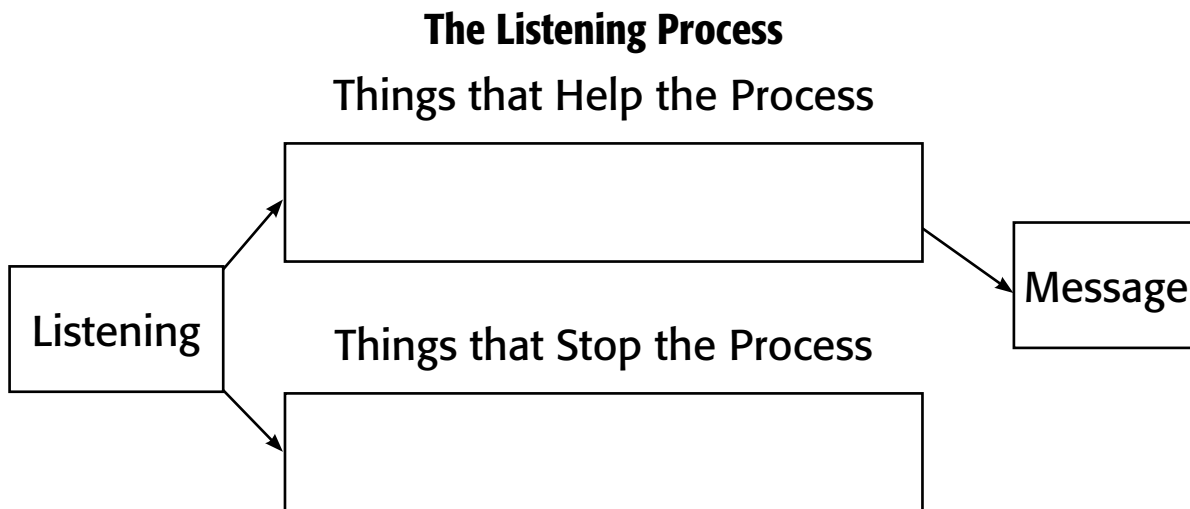 The Listening Process
Things that Help the Process
Message
Listening
Things that Stop the Process